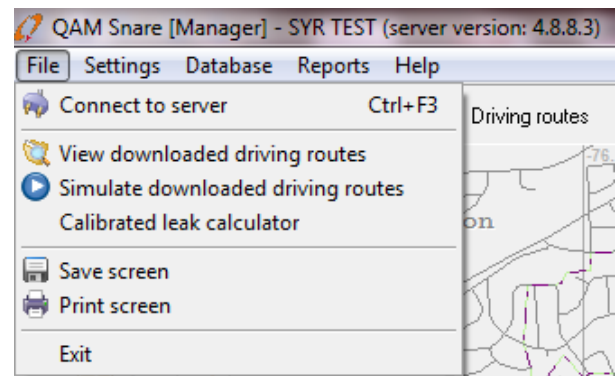 QAM Snare [Manager] - SYR TEST (server version: 4.8.8.3)
File Settings Database Reports Help
Connect to server Ctrl+F3
Driving routes
View downloaded driving routes
-76.
Simulate downloaded driving routes
Calibrated leak calculator
on
Save screen
Print screen
Exit